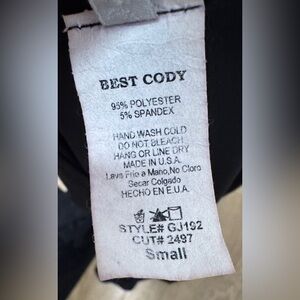 BEST CODY
95% POLYESTER
5% SPANDEX
HAND WASH COLD
DO NOT BLEACH
HANG OR LINE DRY
MADE IN U.S.A.
Lave Frio a Mano, No Cloro
Secar Colgado
HECHO EN E.U.A.
STYLE# GJ192
CUT# 2497
Small